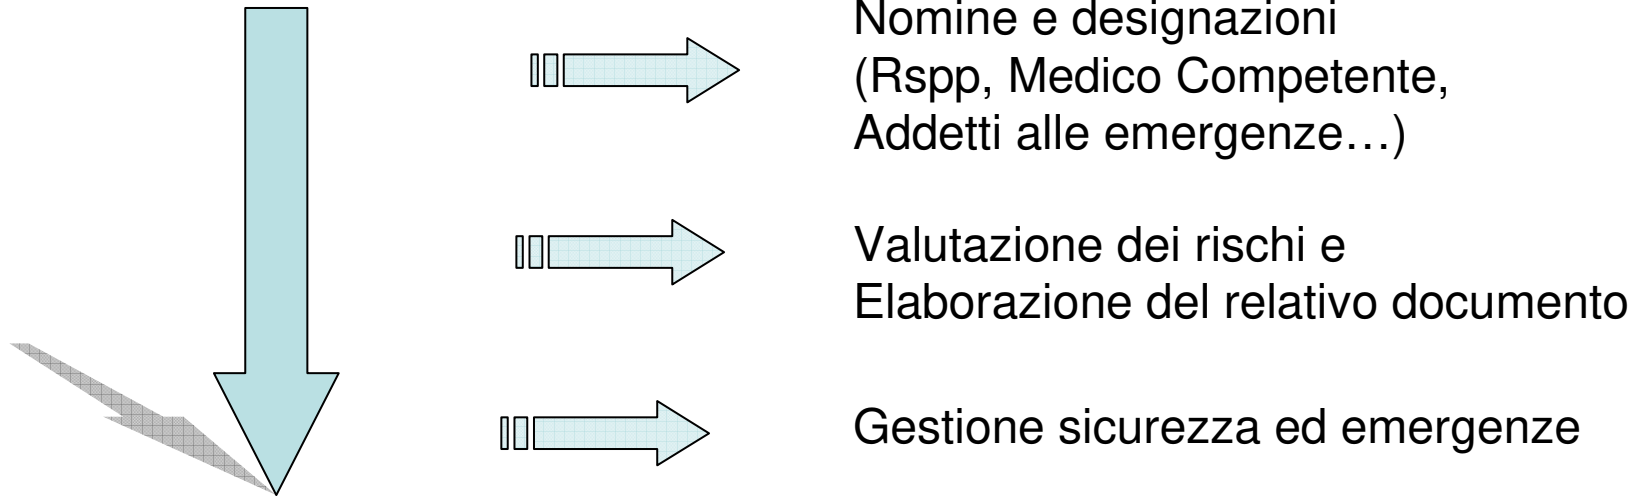 Nomine e designazioni
(Rspp, Medico Competente,
Addetti alle emergenze…)
Valutazione dei rischi e
Elaborazione del relativo documento
Gestione sicurezza ed emergenze